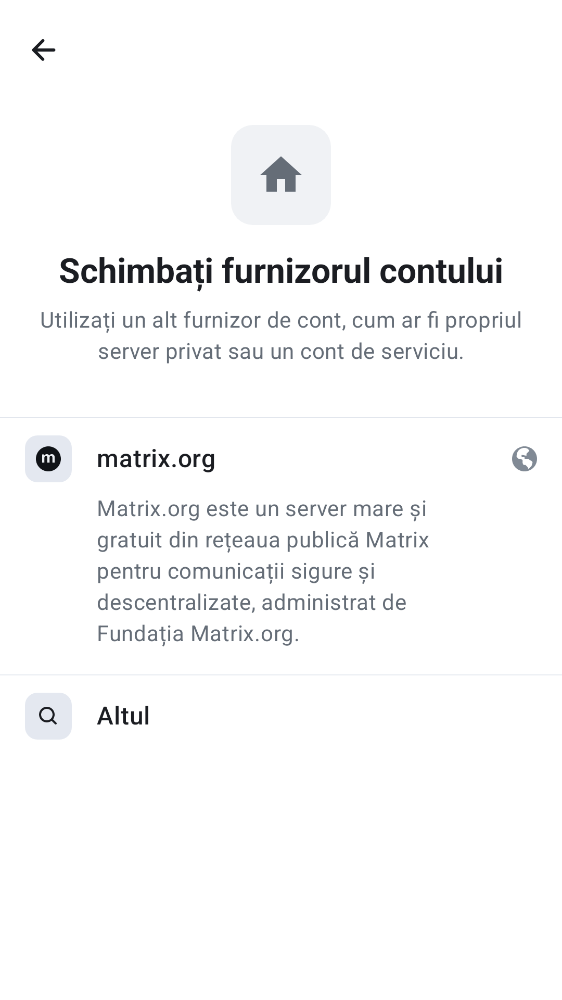 Schimbați furnizorul contului
Utilizați un alt furnizor de cont, cum ar fi propriul
server privat sau un cont de serviciu.
m
matrix.org
Matrix.org este un server mare și
gratuit din rețeaua publică Matrix
pentru comunicații sigure și
descentralizate, administrat de
Fundația Matrix.org.
Altul